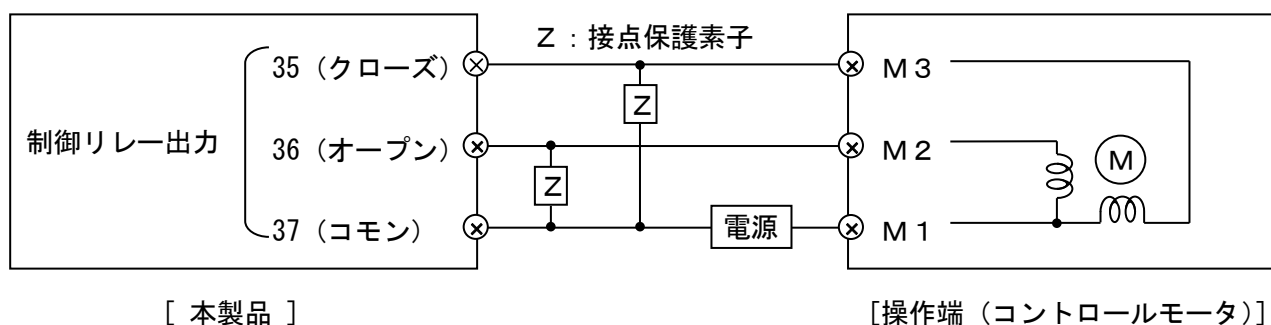 Z：接点保護素子
35（クローズ）
M3
Z
制御リレー出力
36（オープン）
M2
M
Z
37（コモン）
電源
M1
[ 本製品 ]
[操作端（コントロールモータ)]